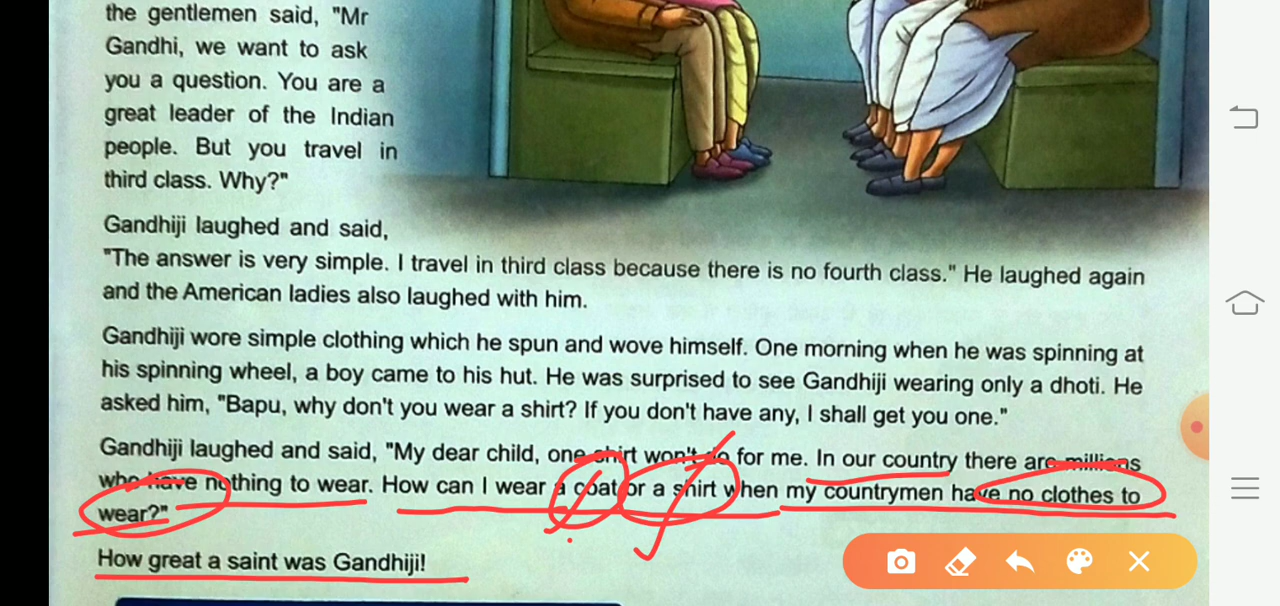 the gentlemen said, "Mr
Gandhi, we want to ask
you a question. You are a
great leader of the Indian
people. But you travel in
third class. Why?"
Gandhiji laughed and said,
"The answer is very simple. I travel in third class because there is no fourth class." He laughed again
and the American ladies also laughed with him.
Gandhiji wore simple clothing which he spun and wove himself. One morning when he was spinning at
his spinning wheel, a boy came to his hut. He was surprised to see Gandhiji wearing only a dhoti. He
asked him, "Bapu, why don't you wear a shirt? If you don't have any, I shall get you one."
Gandhiji laughed and said, "My dear child, one shirt won't do for me. In our country there are millions
who have nothing to wear. How can I wear a coat or a shirt when my countrymen have no clothes to
wear?"
How great a saint was Gandhiji!